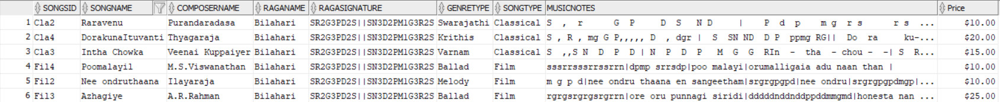 SONGSID SONGNAME COMPOSERNAME RAGANAME RAGASIGNATURE GENRETYPE SONGTYPE MUSICNOTES Price
1 Cla2 Raravenu Purandaradasa Bilahari SR2G3PD2S||SN3D2PM1G3R2S Swarajathi Classical S , r G P D S N D | P d p m g r s r s ... $10.00
2 Cla4 DorakunaItuvanti Thyagaraja Bilahari SR2G3PD2S||SN3D2PM1G3R2S Krithis Classical S , R , mg G P,,,,, D , dgr | S SN ND D P ppmg RG|| Do ra ku-... $20.00
3 Cla3 Intha Chowka Veenai Kuppaiyer Bilahari SR2G3PD2S||SN3D2PM1G3R2S Varnam Classical S ,,S N D P D | N P D P M G G RIn - tha - chou - -| S R... $15.00
4 Fil4 Poomalayil M.S.Viswanathan Bilahari SR2G3PD2S||SN3D2PM1G3R2S Ballad Film sssrrsssrrssrrn|dpmp srrsdp|poo malayi|orumalligaia adu naan than | $10.00
5 Fil2 Nee ondruthaana Ilayaraja Bilahari SR2G3PD2S||SN3D2PM1G3R2S Melody Film m g p d|nee ondru thaana en sangeetham|srgrgpgpd|nee ondru|srgrgpgpdmgp|... $10.00
6 Fil3 Azhagiye A.R.Rahman Bilahari SR2G3PD2S||SN3D2PM1G3R2S Ballad Film rgrgsrgrgsrgrrn|ore oru punnagi siridi|dddddnddnddppddmmgmd|honesta nan ... $25.00